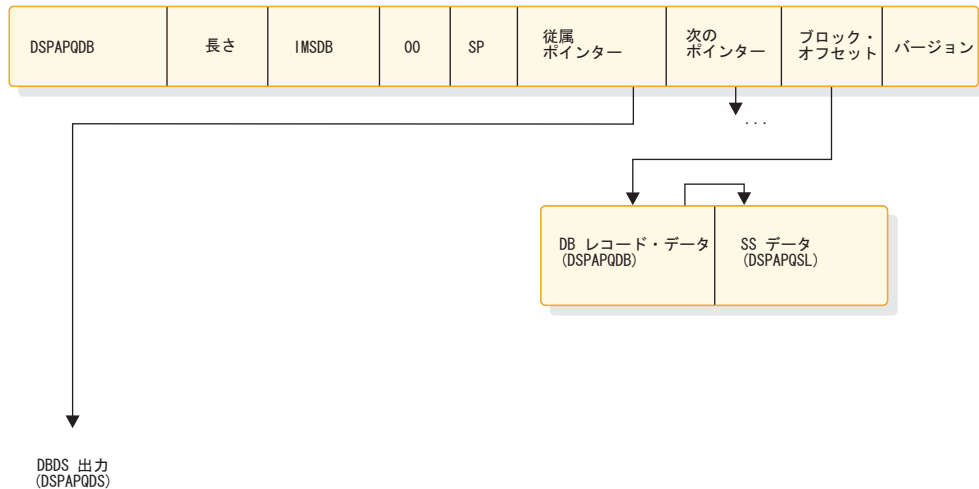 DSPAPQDB
長さ
IMSDB
00
SP
従属
ポインター
次の
ポインター
ブロック・
オフセット
バージョン
...
DB レコード・データ
(DSPAPQDB)
SS データ
(DSPAPQSL)
DBDS 出力
(DSPAPQDS)